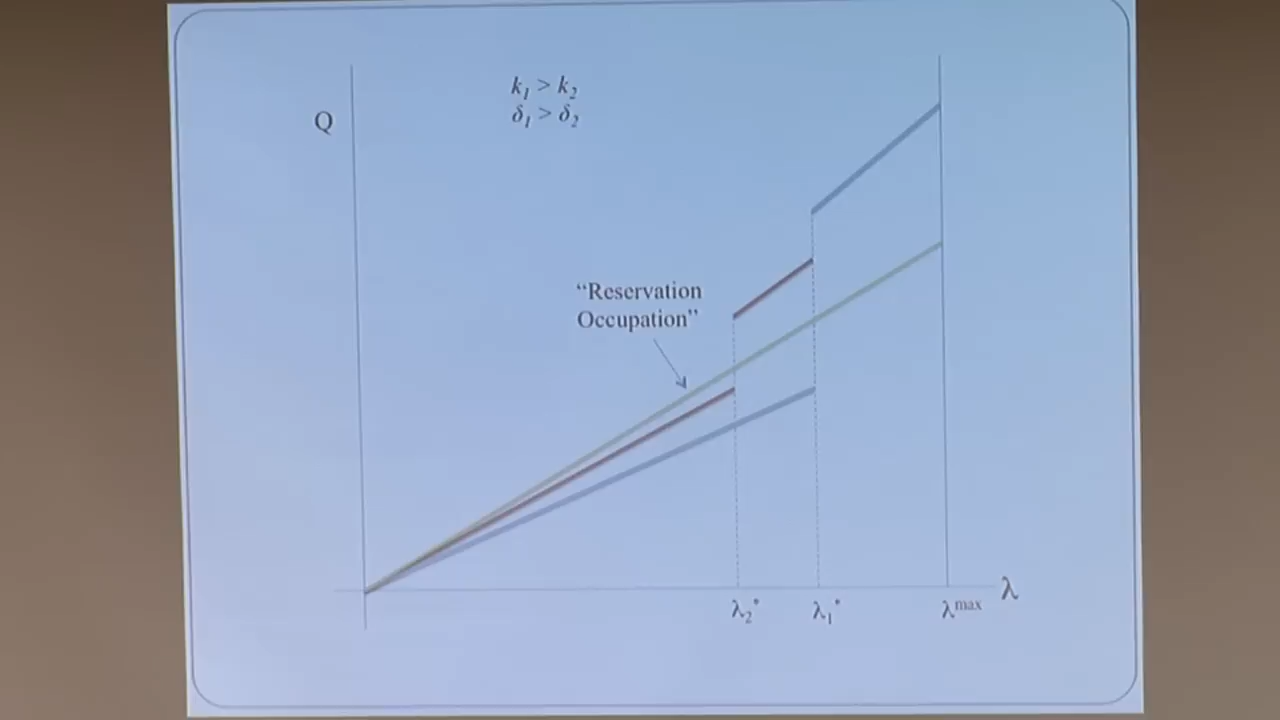 k₁ > k₂
δ₁ > δ₂
Q
“Reservation
Occupation”
λ₂* λ₁* λᵐᵃˣ λ